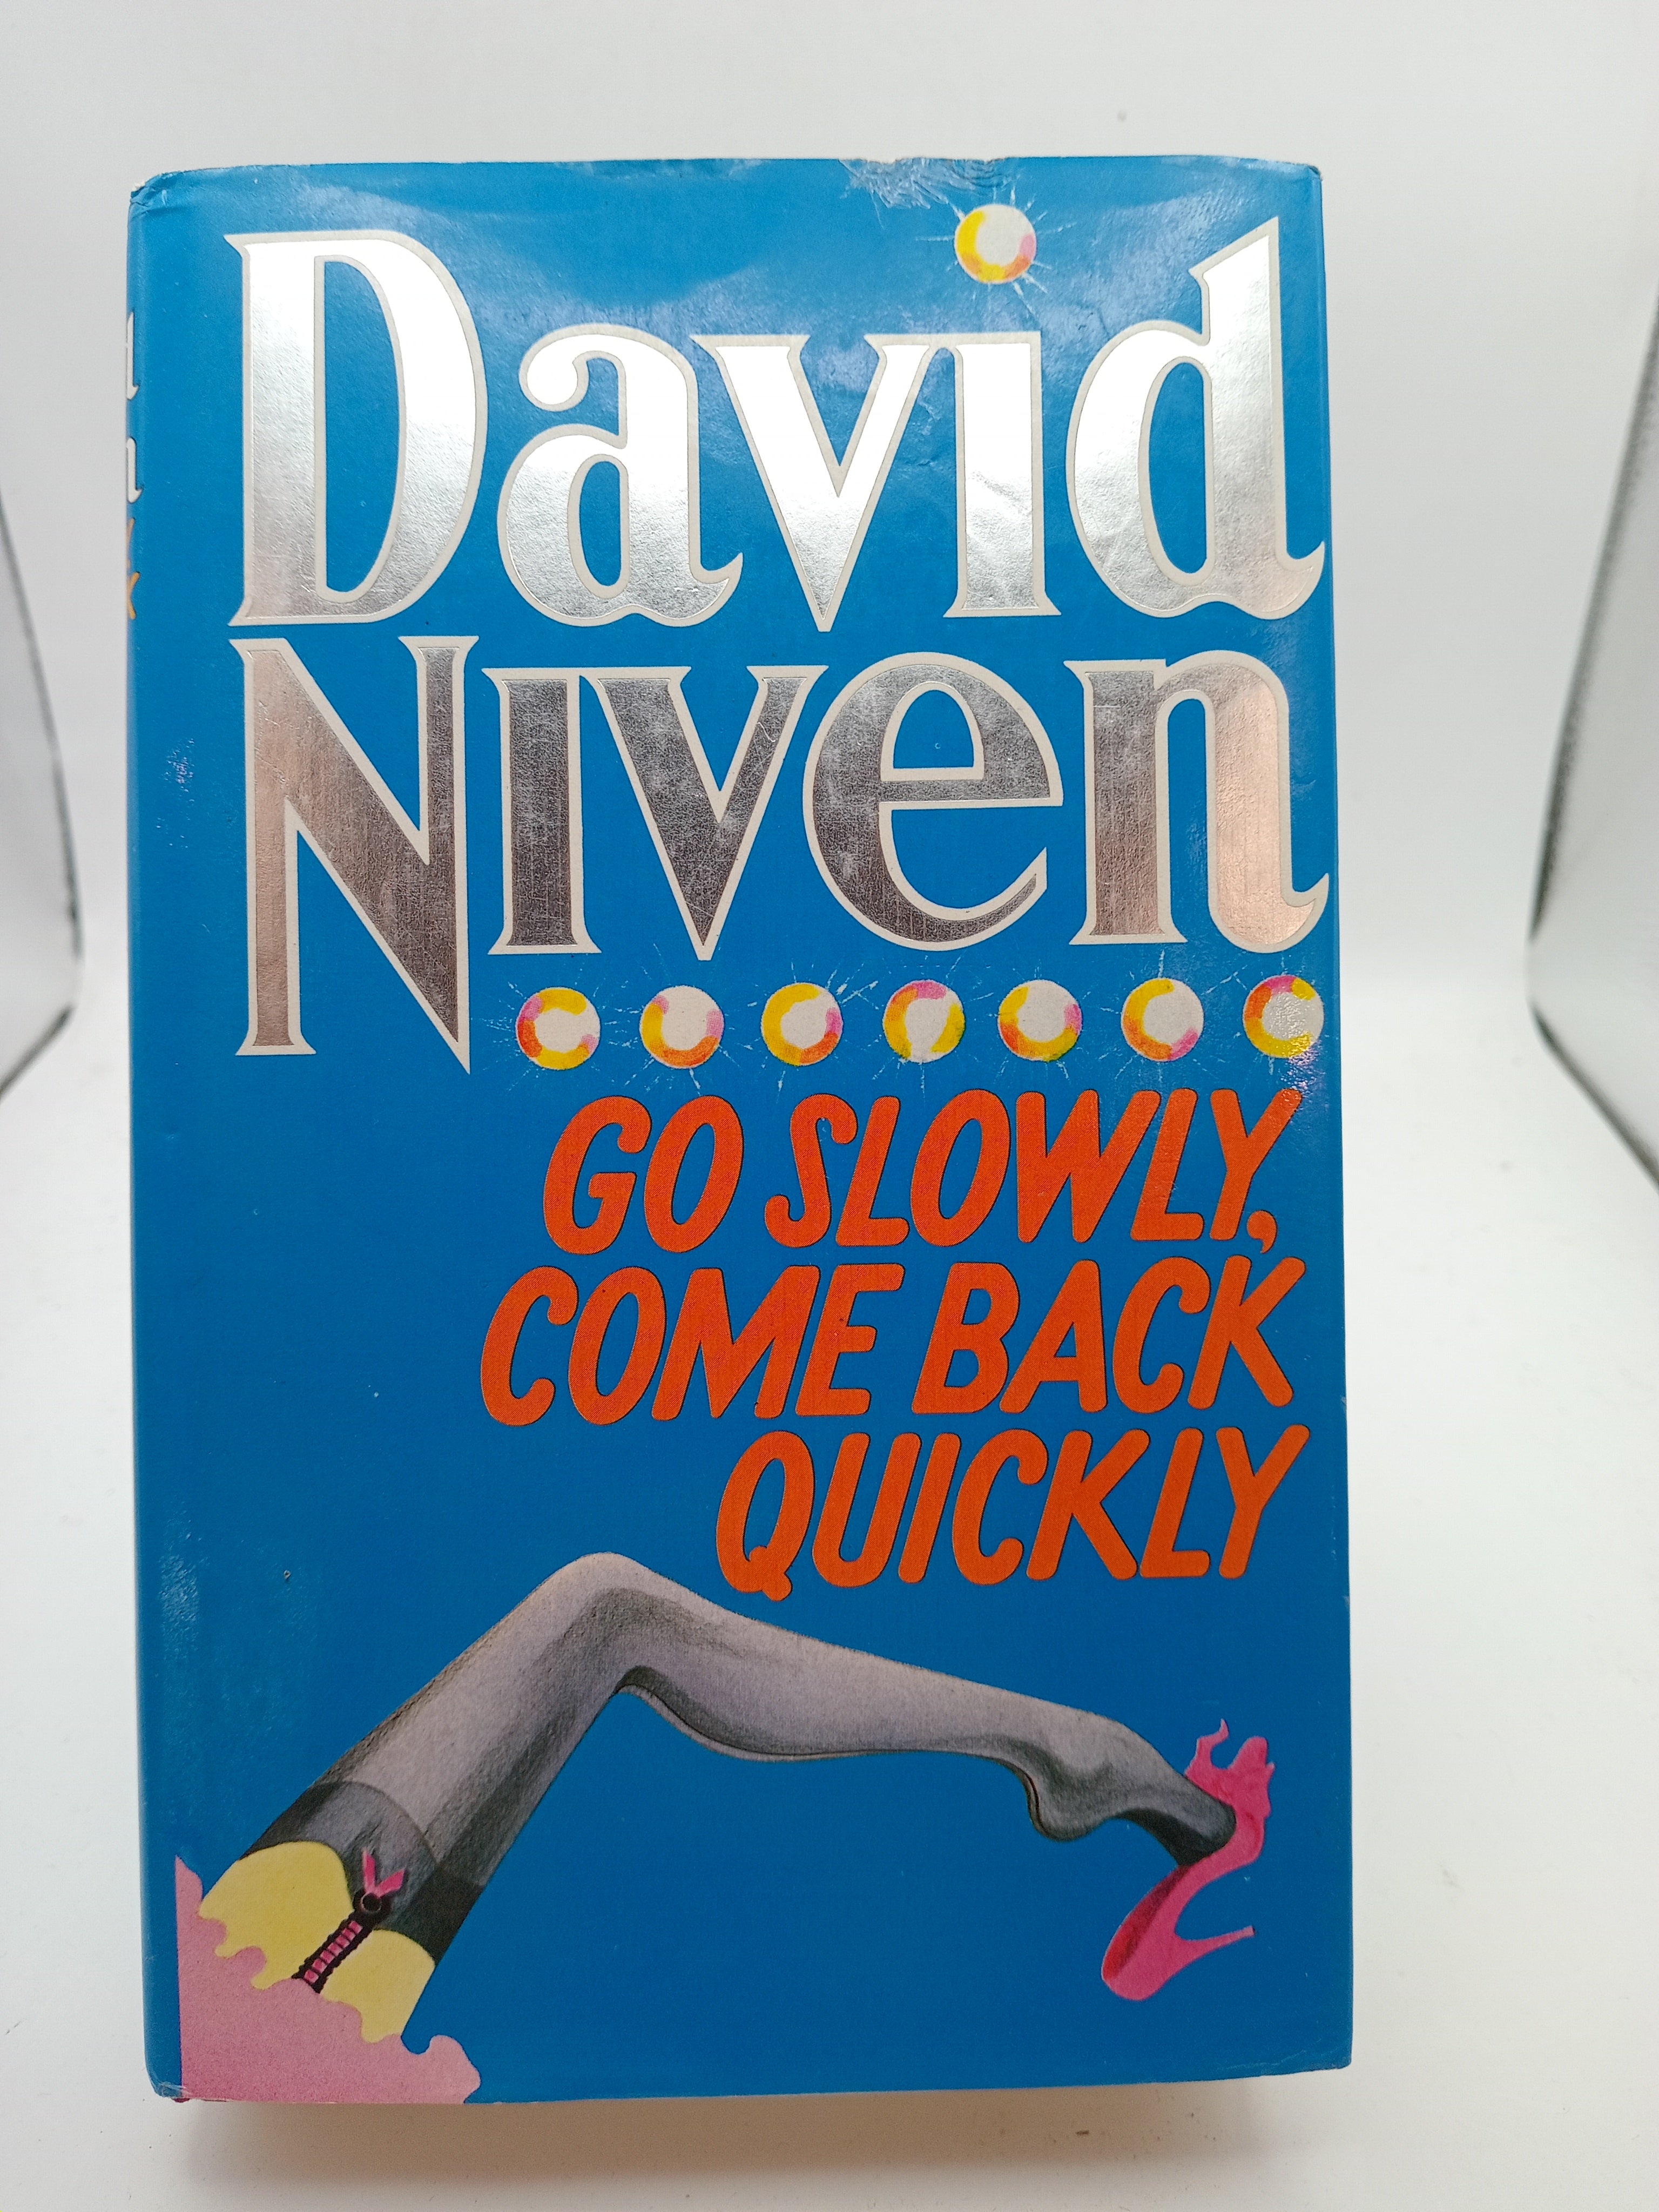 David
Niven
GO SLOWLY,
COME BACK
QUICKLY